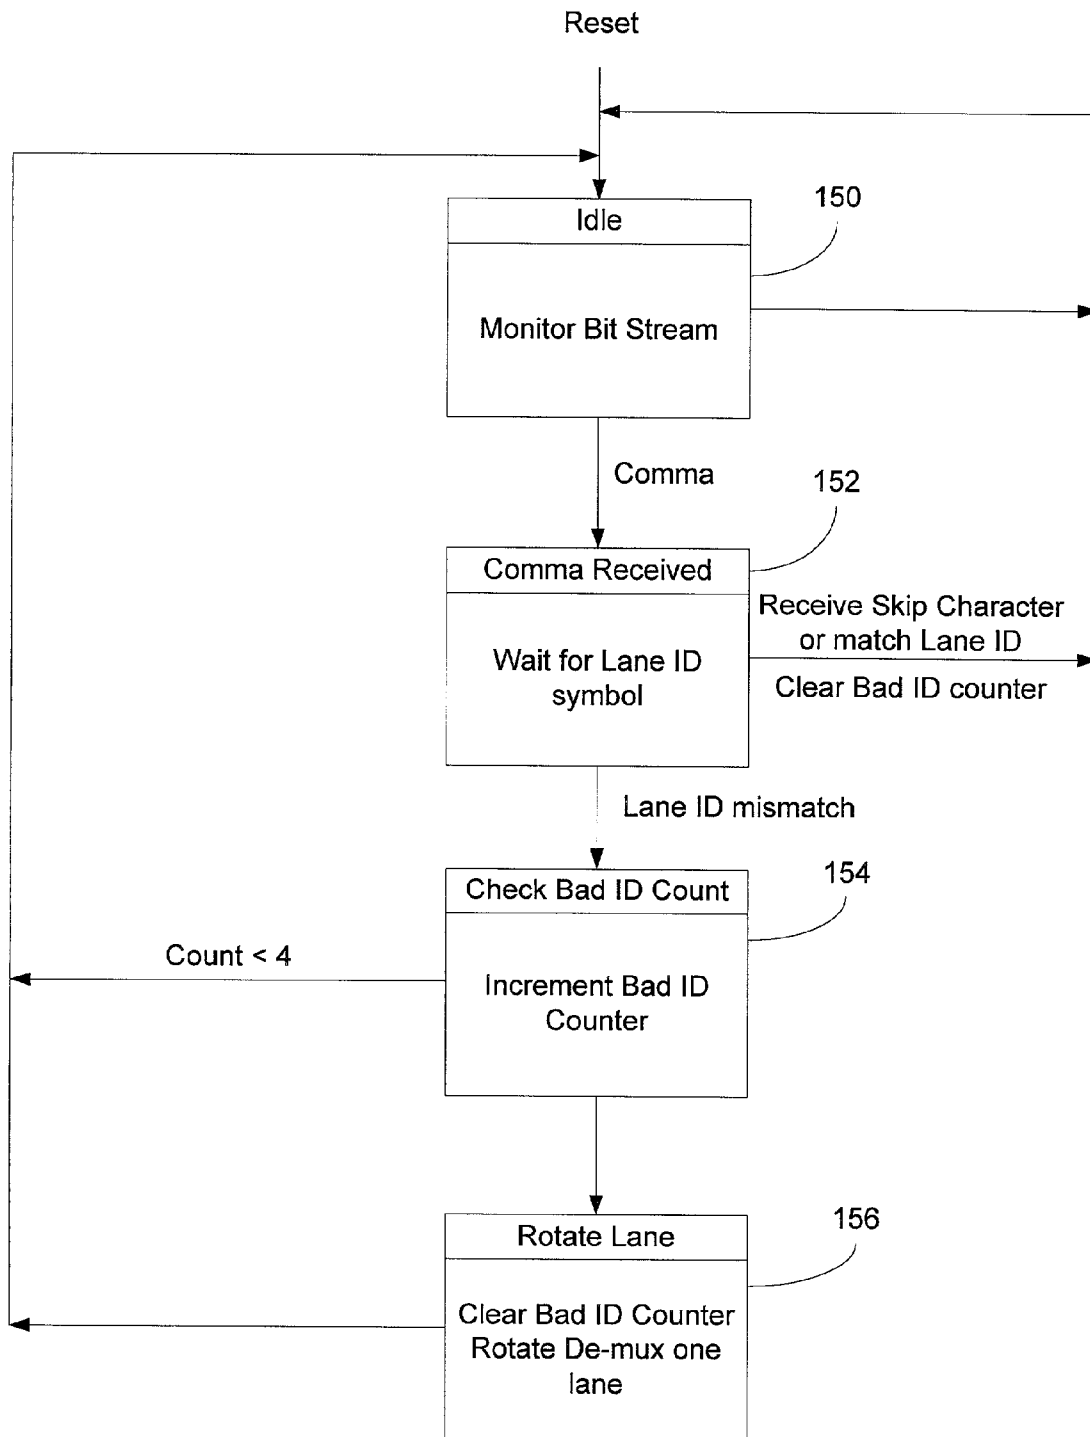 Reset
150
Idle
Monitor Bit Stream
Comma
152
Comma Received
Wait for Lane ID
symbol
Receive Skip Character
or match Lane ID
Clear Bad ID counter
Lane ID mismatch
154
Check Bad ID Count
Count < 4
Increment Bad ID
Counter
156
Rotate Lane
Clear Bad ID Counter
Rotate De-mux one
lane